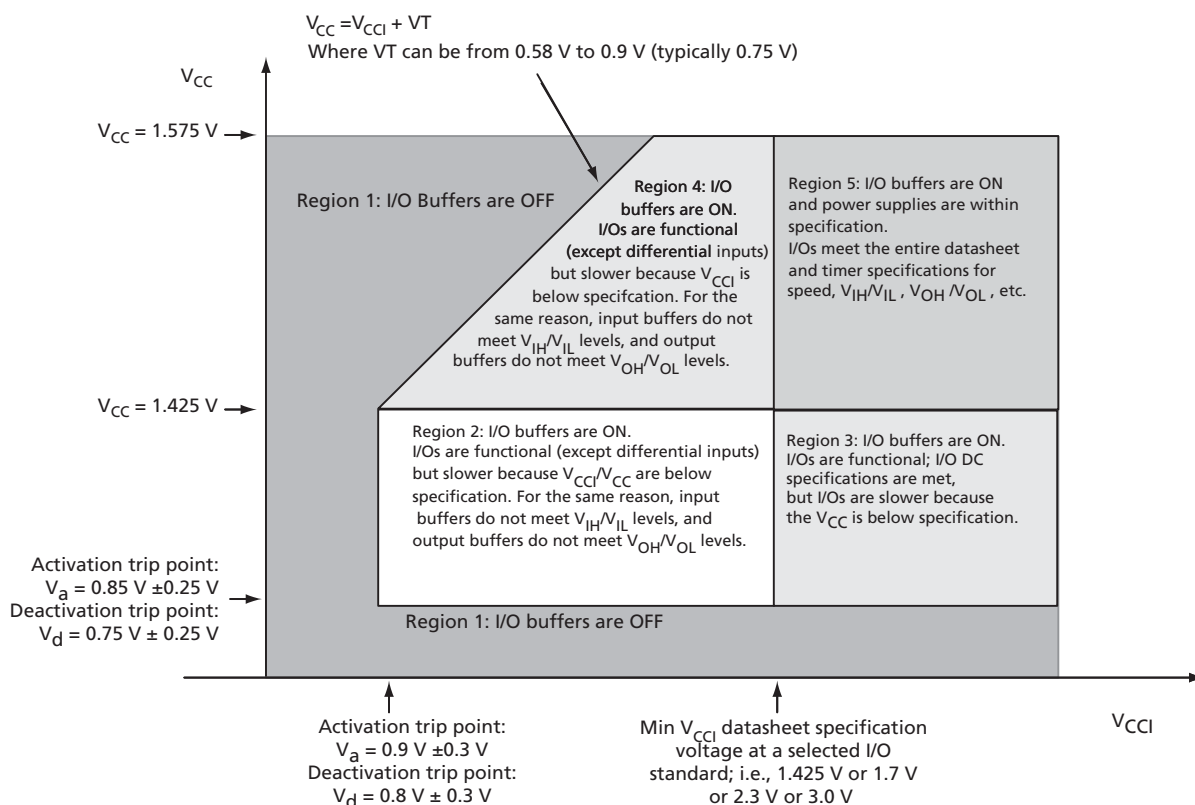 VCC =VCCI + VT
Where VT can be from 0.58 V to 0.9 V (typically 0.75 V)
VCC
VCC = 1.575 V
Region 1: I/O Buffers are OFF
Region 4: I/O
buffers are ON.
I/Os are functional
(except differential inputs)
but slower because VCCI is
below specifcation. For the
same reason, input buffers do not
meet VIH/VIL levels, and output
buffers do not meet VOH/VOL levels.
Region 5: I/O buffers are ON
and power supplies are within
specification.
I/Os meet the entire datasheet
and timer specifications for
speed, VIH/VIL , VOH /VOL , etc.
VCC = 1.425 V
Region 2: I/O buffers are ON.
I/Os are functional (except differential inputs)
but slower because VCCI/VCC are below
specification. For the same reason, input
buffers do not meet VIH/VIL levels, and
output buffers do not meet VOH/VOL levels.
Region 3: I/O buffers are ON.
I/Os are functional; I/O DC
specifications are met,
but I/Os are slower because
the VCC is below specification.
Activation trip point:
Va = 0.85 V ±0.25 V
Deactivation trip point:
Vd = 0.75 V ± 0.25 V
Region 1: I/O buffers are OFF
Activation trip point:
Va = 0.9 V ±0.3 V
Deactivation trip point:
Vd = 0.8 V ± 0.3 V
Min VCCI datasheet specification
voltage at a selected I/O
standard; i.e., 1.425 V or 1.7 V
or 2.3 V or 3.0 V
VCCI